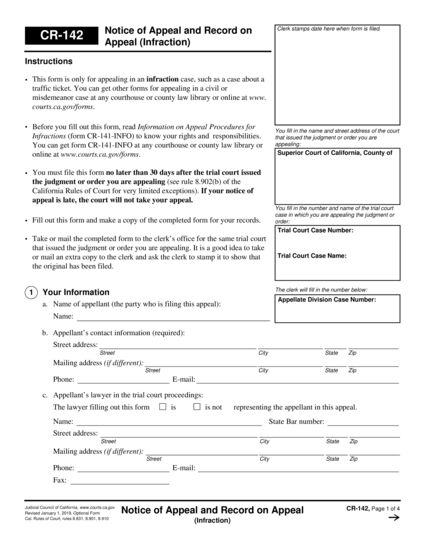 CR-142
Notice of Appeal and Record on
Appeal (Infraction)
Clerk stamps date here when form is filed.
Instructions
• This form is only for appealing in an infraction case, such as a case about a
traffic ticket. You can get other forms for appealing in a civil or
misdemeanor case at any courthouse or county law library or online at www.
courts.ca.gov/forms.
• Before you fill out this form, read Information on Appeal Procedures for
Infractions (form CR-141-INFO) to know your rights and responsibilities.
You can get form CR-141-INFO at any courthouse or county law library or
online at www.courts.ca.gov/forms.
You fill in the name and street address of the court
that issued the judgment or order you are
appealing:
Superior Court of California, County of
• You must file this form no later than 30 days after the trial court issued
the judgment or order you are appealing (see rule 8.902(b) of the
California Rules of Court for very limited exceptions). If your notice of
appeal is late, the court will not take your appeal.
You fill in the number and name of the trial court
case in which you are appealing the judgment or
order:
• Fill out this form and make a copy of the completed form for your records.
Trial Court Case Number:
• Take or mail the completed form to the clerk's office for the same trial court
that issued the judgment or order you are appealing. It is a good idea to take
or mail an extra copy to the clerk and ask the clerk to stamp it to show that
the original has been filed.
Trial Court Case Name:
The clerk will fill in the number below:
Appellate Division Case Number:
1 Your Information
a. Name of appellant (the party who is filing this appeal):
Name:
b. Appellant's contact information (required):
Street address:
Street City State Zip
Mailing address (if different):
Street City State Zip
Phone: E-mail:
c. Appellant's lawyer in the trial court proceedings:
The lawyer filling out this form is is not representing the appellant in this appeal.
Name: State Bar number:
Street address:
Street City State Zip
Mailing address (if different):
Street City State Zip
Phone: E-mail:
Fax:
Judicial Council of California, www.courts.ca.gov
Revised January 1, 2019, Optional Form
Cal. Rules of Court, rules 8.831, 8.901, 8.910
Notice of Appeal and Record on Appeal
(Infraction)
CR-142, Page 1 of 4